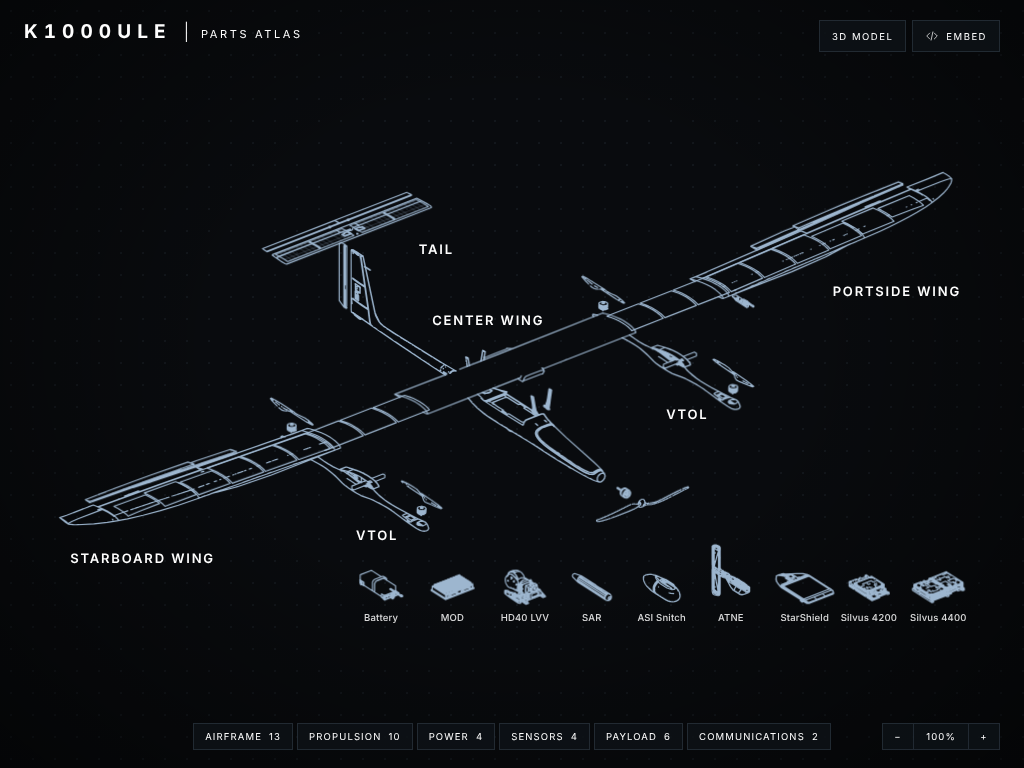 K1000ULE
PARTS ATLAS
3D MODEL
EMBED
TAIL
PORTSIDE WING
CENTER WING
VTOL
VTOL
STARBOARD WING
Battery
MOD
HD40 LVV
SAR
ASI Snitch
ATNE
StarShield
Silvus 4200
Silvus 4400
AIRFRAME 13
PROPULSION 10
POWER 4
SENSORS 4
PAYLOAD 6
COMMUNICATIONS 2
− 100% +